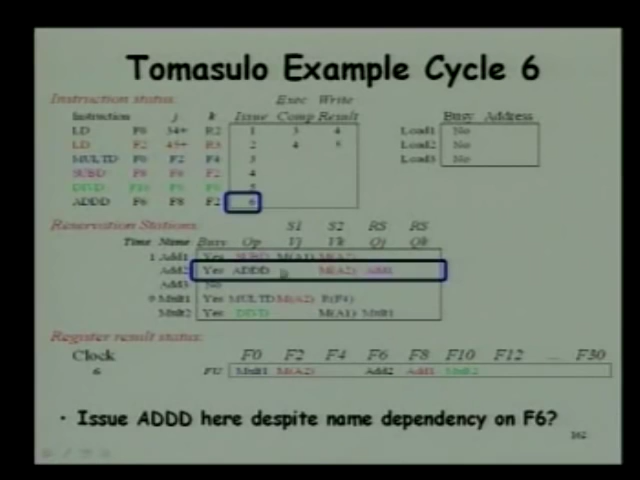 Tomasulo Example Cycle 6
Instruction status: Exec Write
Instruction j k Issue Comp Result Busy Address
LD F6 34+ R2 1 3 4 Load1 No
LD F2 45+ R3 2 4 5 Load2 No
MULTD F0 F2 F4 3 Load3 No
SUBD F8 F6 F2 4
DIVD F10 F0 F6 5
ADDD F6 F8 F2 6
Reservation Stations: S1 S2 RS RS
Time Name Busy Op Vj Vk Qj Qk
1 Add1 Yes SUBD M(A1) M(A2)
Add2 Yes ADDD M(A2) Add1
Add3 No
9 Mult1 Yes MULTD M(A2) R(F4)
Mult2 Yes DIVD M(A1) Mult1
Register result status:
Clock F0 F2 F4 F6 F8 F10 F12 ... F30
6 FU Mult1 M(A2) Add2 Add1 Mult2
· Issue ADDD here despite name dependency on F6?